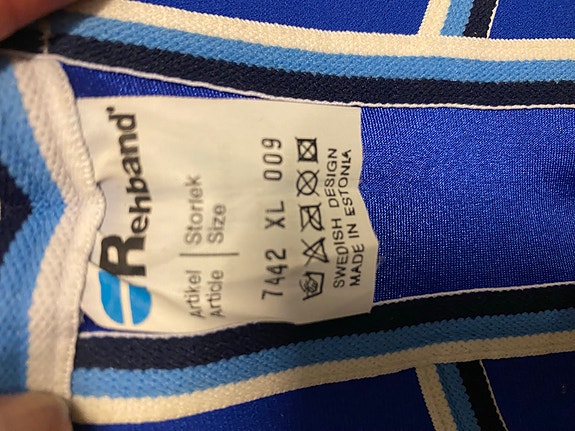 Rehband'
Artikel | Storlek
Article | Size
7442 XL 009
SWEDISH DESIGN
MADE IN ESTONIA